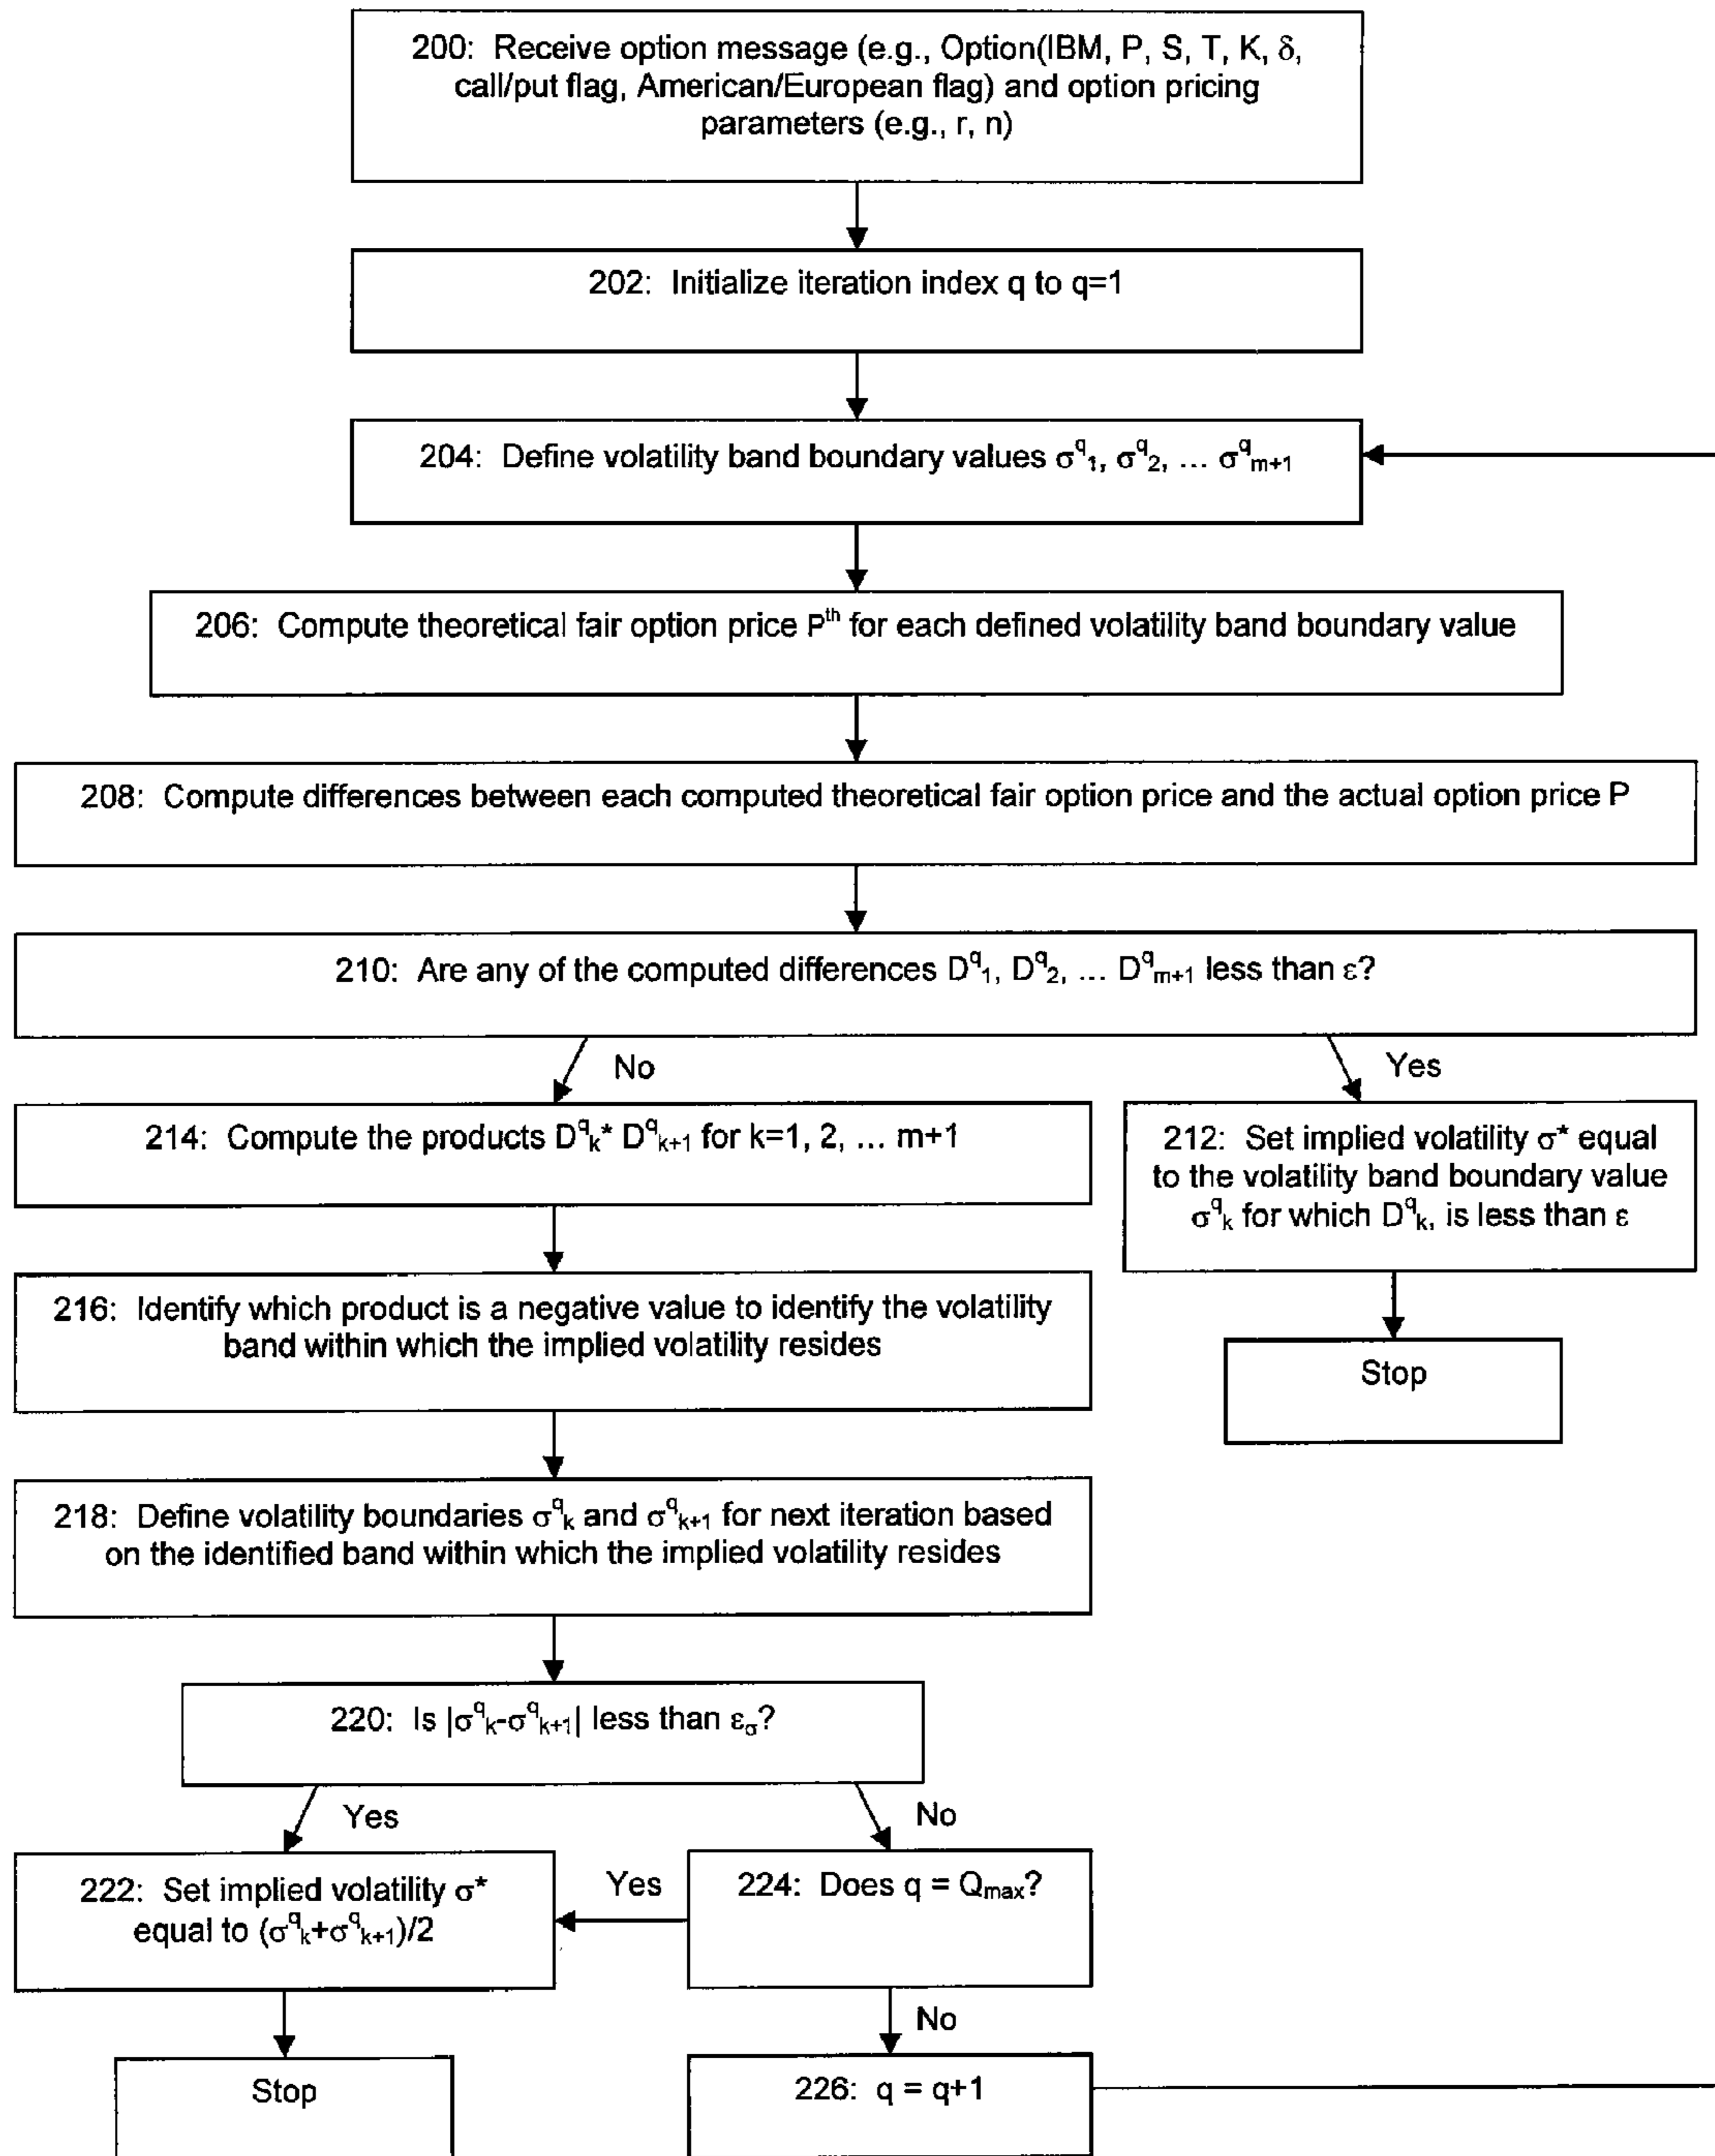 200: Receive option message (e.g., Option(IBM, P, S, T, K, δ,
call/put flag, American/European flag) and option pricing
parameters (e.g., r, n)
202: Initialize iteration index q to q=1
204: Define volatility band boundary values σ^q_1, σ^q_2, ... σ^q_{m+1}
206: Compute theoretical fair option price P^th for each defined volatility band boundary value
208: Compute differences between each computed theoretical fair option price and the actual option price P
210: Are any of the computed differences D^q_1, D^q_2, ... D^q_{m+1} less than ε?
No
Yes
214: Compute the products D^q_k* D^q_{k+1} for k=1, 2, ... m+1
212: Set implied volatility σ* equal
to the volatility band boundary value
σ^q_k for which D^q_k, is less than ε
216: Identify which product is a negative value to identify the volatility
band within which the implied volatility resides
Stop
218: Define volatility boundaries σ^q_k and σ^q_{k+1} for next iteration based
on the identified band within which the implied volatility resides
220: Is |σ^q_k-σ^q_{k+1}| less than ε_σ?
Yes
No
222: Set implied volatility σ*
equal to (σ^q_k+σ^q_{k+1})/2
Yes
224: Does q = Q_max?
No
Stop
226: q = q+1